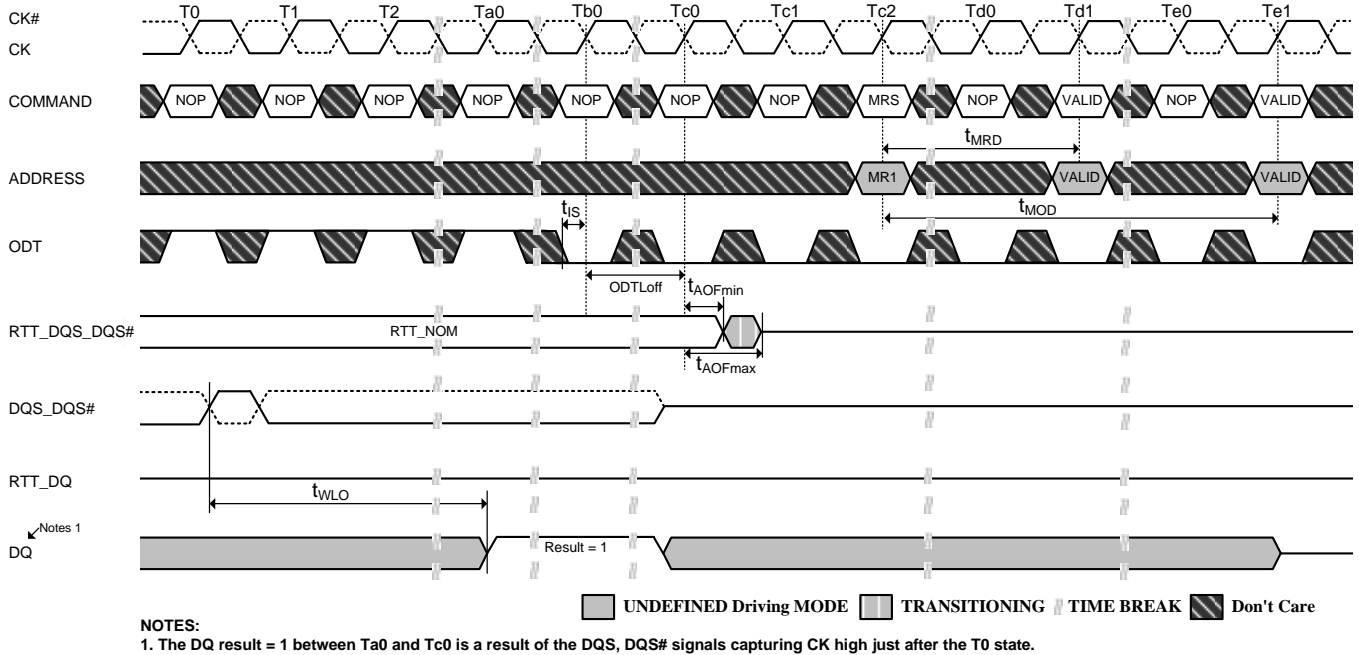 CK#
CK
T0 T1 T2 Ta0 Tb0 Tc0 Tc1 Tc2 Td0 Td1 Te0 Te1
COMMAND
NOP NOP NOP NOP NOP NOP NOP MRS NOP VALID NOP VALID
tMRD
ADDRESS
MR1 VALID VALID
tIS
tMOD
ODT
ODTLoff
tAOFmin
RTT_DQS_DQS#
RTT_NOM
tAOFmax
DQS_DQS#
RTT_DQ
tWLO
Notes 1
DQ
Result = 1
UNDEFINED Driving MODE TRANSITIONING TIME BREAK Don't Care
NOTES:
1. The DQ result = 1 between Ta0 and Tc0 is a result of the DQS, DQS# signals capturing CK high just after the T0 state.